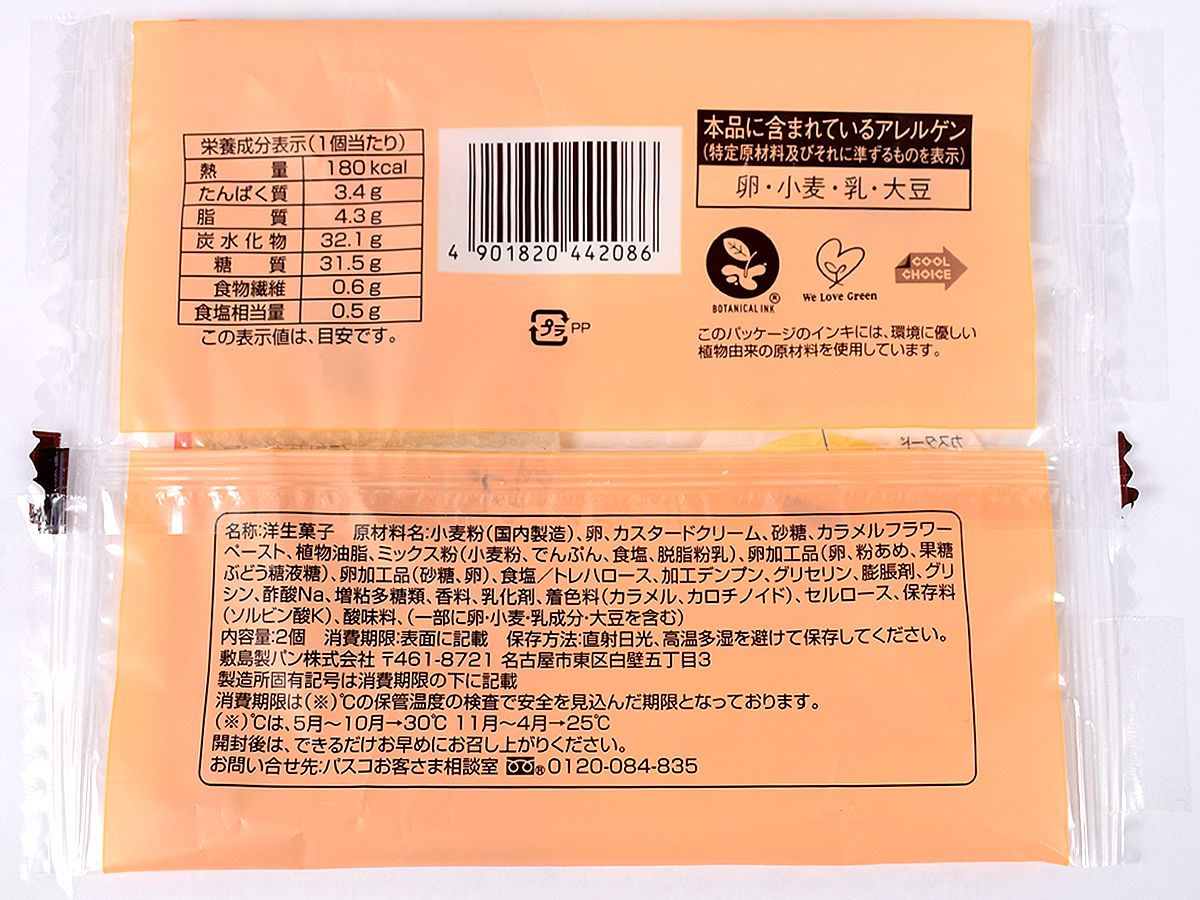 栄養成分表示(1個当たり)
熱量 180kcal
たんぱく質 3.4g
脂質 4.3g
炭水化物 32.1g
糖質 31.5g
食物繊維 0.6g
食塩相当量 0.5g
この表示値は、目安です。
4 901820 442086
プラ PP
本品に含まれているアレルゲン
(特定原材料及びそれに準ずるものを表示)
卵・小麦・乳・大豆
BOTANICAL INK®
We Love Green
COOL CHOICE
このパッケージのインキには、環境に優しい
植物由来の原材料を使用しています。
カスタード
名称:洋生菓子 原材料名:小麦粉(国内製造)、卵、カスタードクリーム、砂糖、カラメルフラワー
ペースト、植物油脂、ミックス粉(小麦粉、でんぷん、食塩、脱脂粉乳)、卵加工品(卵、粉あめ、果糖
ぶどう糖液糖)、卵加工品(砂糖、卵)、食塩/トレハロース、加工デンプン、グリセリン、膨脹剤、グリ
シン、酢酸Na、増粘多糖類、香料、乳化剤、着色料(カラメル、カロチノイド)、セルロース、保存料
(ソルビン酸K)、酸味料、(一部に卵・小麦・乳成分・大豆を含む)
内容量:2個 消費期限:表面に記載 保存方法:直射日光、高温多湿を避けて保存してください。
敷島製パン株式会社 〒461-8721 名古屋市東区白壁五丁目3
製造所固有記号は消費期限の下に記載
消費期限は(※)℃の保管温度の検査で安全を見込んだ期限となっております。
(※)℃は、5月〜10月→30℃ 11月〜4月→25℃
開封後は、できるだけお早めにお召し上がりください。
お問い合せ先:パスコお客さま相談室 ®0120-084-835